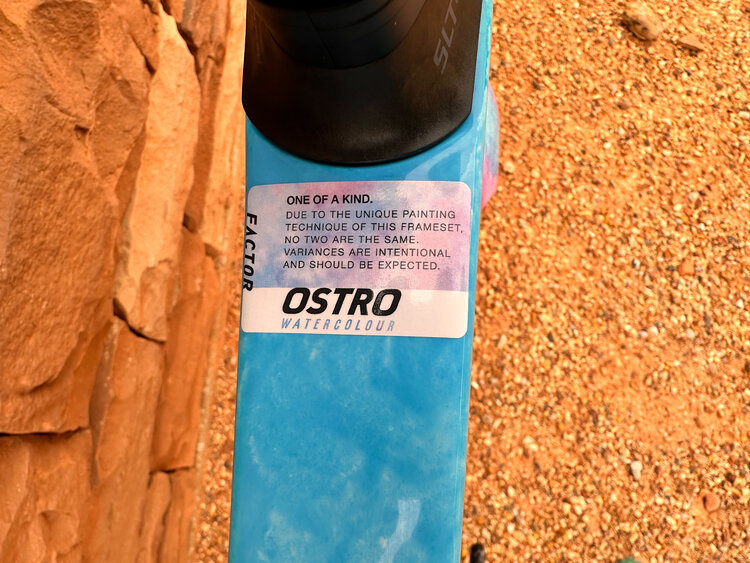 SLT
ONE OF A KIND.
DUE TO THE UNIQUE PAINTING
TECHNIQUE OF THIS FRAMESET,
NO TWO ARE THE SAME.
VARIANCES ARE INTENTIONAL
AND SHOULD BE EXPECTED.
FACTOR
OSTRO
WATERCOLOUR